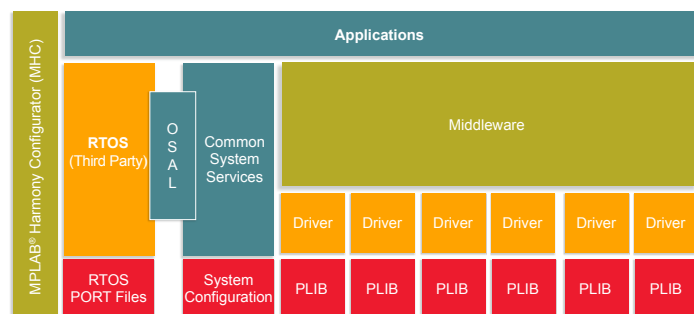 MPLAB® Harmony Configurator (MHC)
Applications
RTOS
(Third Party)
O
S
A
L
Common
System
Services
Middleware
Driver
Driver
Driver
Driver
Driver
Driver
RTOS
PORT Files
System
Configuration
PLIB
PLIB
PLIB
PLIB
PLIB
PLIB